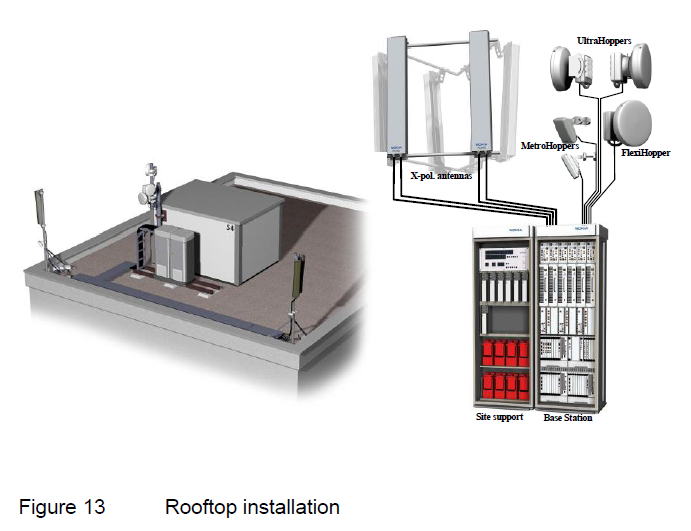 UltraHoppers
MetroHoppers
FlexiHopper
X-pol. antennas
S4
NOKIA
NOKIA
NOKIA
NOKIA
Site support
Base Station
Figure 13 Rooftop installation